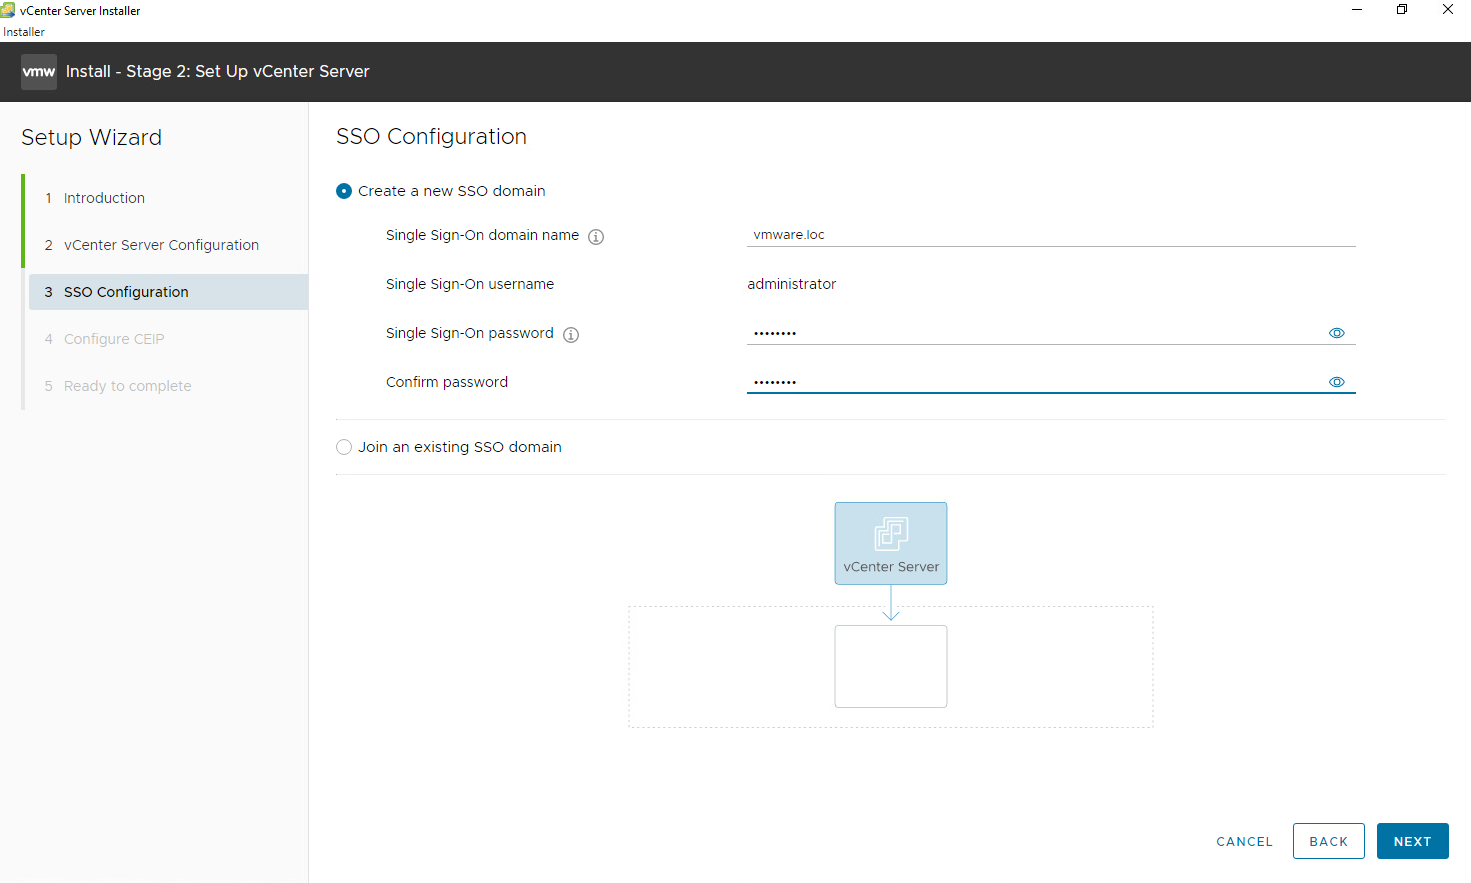 vCenter Server Installer
Installer
vmw Install - Stage 2: Set Up vCenter Server
Setup Wizard
1 Introduction
2 vCenter Server Configuration
3 SSO Configuration
4 Configure CEIP
5 Ready to complete
SSO Configuration
Create a new SSO domain
Single Sign-On domain name vmware.loc
Single Sign-On username administrator
Single Sign-On password ••••••••
Confirm password ••••••••
Join an existing SSO domain
vCenter Server
CANCEL BACK NEXT